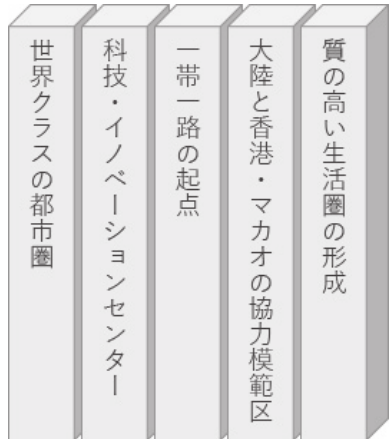 世界クラスの都市圏
科技・イノベーションセンター
一帯一路の起点
大陸と香港・マカオの協力模範区
質の高い生活圏の形成